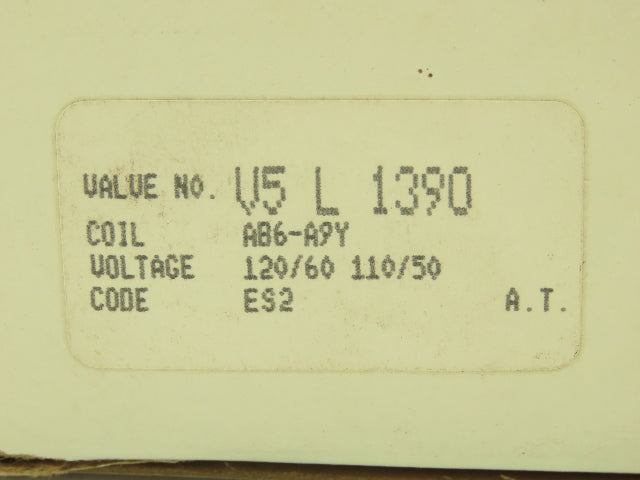 VALVE NO. V5 L 1390
COIL AB6-A9Y
VOLTAGE 120/60 110/50
CODE ES2 A.T.